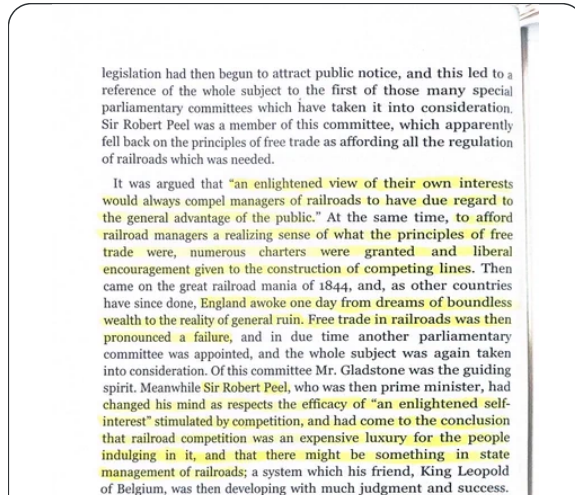 legislation had then begun to attract public notice, and this led to a
reference of the whole subject to the first of those many special
parliamentary committees which have taken it into consideration.
Sir Robert Peel was a member of this committee, which apparently
fell back on the principles of free trade as affording all the regulation
of railroads which was needed.
It was argued that “an enlightened view of their own interests
would always compel managers of railroads to have due regard to
the general advantage of the public.” At the same time, to afford
railroad managers a realizing sense of what the principles of free
trade were, numerous charters were granted and liberal
encouragement given to the construction of competing lines. Then
came on the great railroad mania of 1844, and, as other countries
have since done, England awoke one day from dreams of boundless
wealth to the reality of general ruin. Free trade in railroads was then
pronounced a failure, and in due time another parliamentary
committee was appointed, and the whole subject was again taken
into consideration. Of this committee Mr. Gladstone was the guiding
spirit. Meanwhile Sir Robert Peel, who was then prime minister, had
changed his mind as respects the efficacy of “an enlightened self-
interest” stimulated by competition, and had come to the conclusion
that railroad competition was an expensive luxury for the people
indulging in it, and that there might be something in state
management of railroads; a system which his friend, King Leopold
of Belgium, was then developing with much judgment and success.